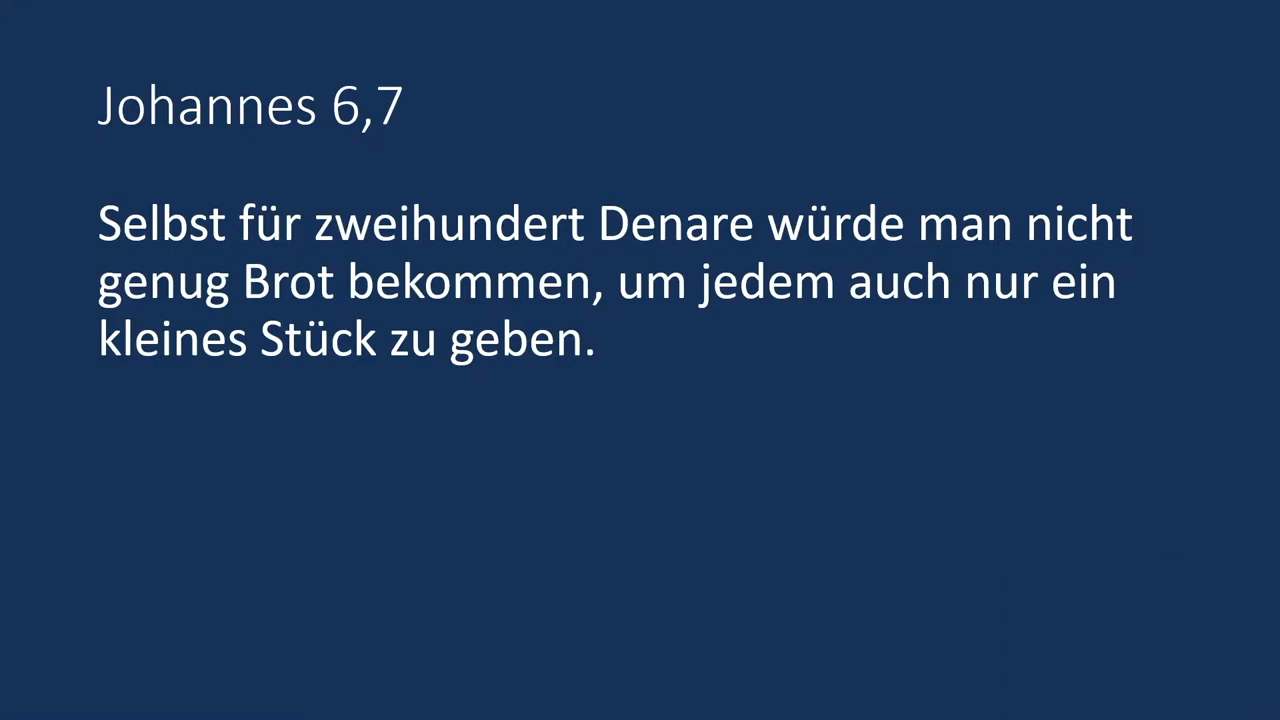 Johannes 6,7
Selbst für zweihundert Denare würde man nicht
genug Brot bekommen, um jedem auch nur ein
kleines Stück zu geben.